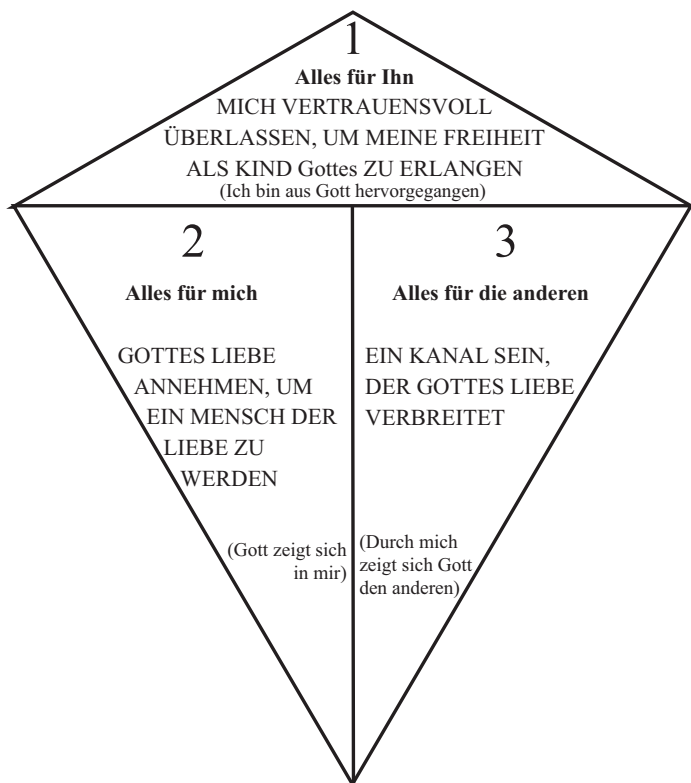 1
Alles für Ihn
MICH VERTRAUENSVOLL
ÜBERLASSEN, UM MEINE FREIHEIT
ALS KIND Gottes ZU ERLANGEN
(Ich bin aus Gott hervorgegangen)
2
Alles für mich
GOTTES LIEBE
ANNEHMEN, UM
EIN MENSCH DER
LIEBE ZU
WERDEN
(Gott zeigt sich
in mir)
3
Alles für die anderen
EIN KANAL SEIN,
DER GOTTES LIEBE
VERBREITET
(Durch mich
zeigt sich Gott
den anderen)